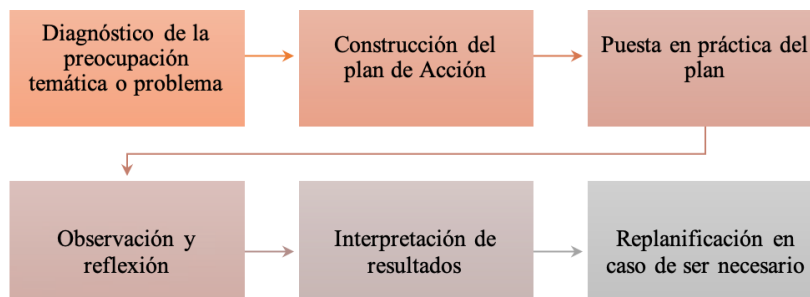 Diagnóstico de la
preocupación
temática o problema
Construcción del
plan de Acción
Puesta en práctica del
plan
Observación y
reflexión
Interpretación de
resultados
Replanificación en
caso de ser necesario